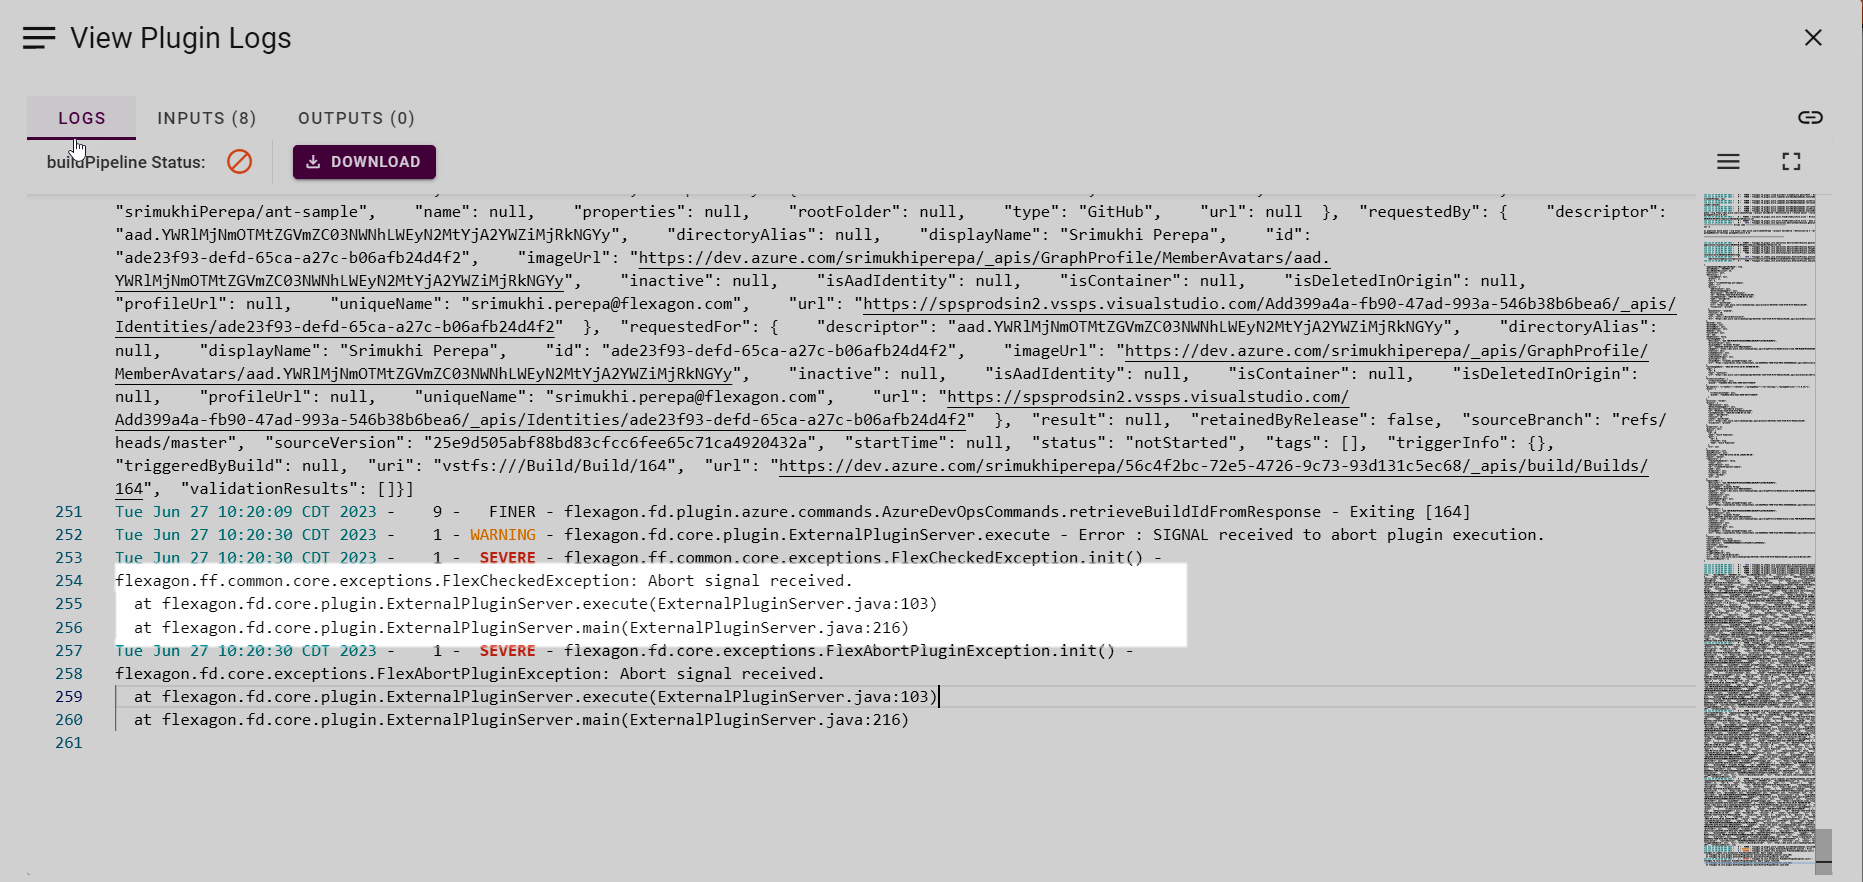 View Plugin Logs
LOGS INPUTS (8) OUTPUTS (0)
buildPipeline Status: DOWNLOAD
"srimukhiPerepa/ant-sample", "name": null, "properties": null, "rootFolder": null, "type": "GitHub", "url": null }, "requestedBy": { "descriptor":
"aad.YWRlMjNmOTMtZGVmZC03NWNhLWEyN2MtYjA2YWZiMjRkNGYy", "directoryAlias": null, "displayName": "Srimukhi Perepa", "id":
"ade23f93-defd-65ca-a27c-b06afb24d4f2", "imageUrl": "https://dev.azure.com/srimukhiperepa/_apis/GraphProfile/MemberAvatars/aad.
YWRlMjNmOTMtZGVmZC03NWNhLWEyN2MtYjA2YWZiMjRkNGYy", "inactive": null, "isAadIdentity": null, "isContainer": null, "isDeletedInOrigin": null,
"profileUrl": null, "uniqueName": "srimukhi.perepa@flexagon.com", "url": "https://spsprodsin2.vssps.visualstudio.com/Add399a4a-fb90-47ad-993a-546b38b6bea6/_apis/
Identities/ade23f93-defd-65ca-a27c-b06afb24d4f2" }, "requestedFor": { "descriptor": "aad.YWRlMjNmOTMtZGVmZC03NWNhLWEyN2MtYjA2YWZiMjRkNGYy", "directoryAlias":
null, "displayName": "Srimukhi Perepa", "id": "ade23f93-defd-65ca-a27c-b06afb24d4f2", "imageUrl": "https://dev.azure.com/srimukhiperepa/_apis/GraphProfile/
MemberAvatars/aad.YWRlMjNmOTMtZGVmZC03NWNhLWEyN2MtYjA2YWZiMjRkNGYy", "inactive": null, "isAadIdentity": null, "isContainer": null, "isDeletedInOrigin":
null, "profileUrl": null, "uniqueName": "srimukhi.perepa@flexagon.com", "url": "https://spsprodsin2.vssps.visualstudio.com/
Add399a4a-fb90-47ad-993a-546b38b6bea6/_apis/Identities/ade23f93-defd-65ca-a27c-b06afb24d4f2" }, "result": null, "retainedByRelease": false, "sourceBranch": "refs/
heads/master", "sourceVersion": "25e9d505abf88bd83cfcc6fee65c71ca4920432a", "startTime": null, "status": "notStarted", "tags": [], "triggerInfo": {},
"triggeredByBuild": null, "uri": "vstfs:///Build/Build/164", "url": "https://dev.azure.com/srimukhiperepa/56c4f2bc-72e5-4726-9c73-93d131c5ec68/_apis/build/Builds/
164", "validationResults": []}]
251 Tue Jun 27 10:20:09 CDT 2023 - 9 - FINER - flexagon.fd.plugin.azure.commands.AzureDevOpsCommands.retrieveBuildIdFromResponse - Exiting [164]
252 Tue Jun 27 10:20:30 CDT 2023 - 1 - WARNING - flexagon.fd.core.plugin.ExternalPluginServer.execute - Error : SIGNAL received to abort plugin execution.
253 Tue Jun 27 10:20:30 CDT 2023 - 1 - SEVERE - flexagon.ff.common.core.exceptions.FlexCheckedException.init() -
254 flexagon.ff.common.core.exceptions.FlexCheckedException: Abort signal received.
255 at flexagon.fd.core.plugin.ExternalPluginServer.execute(ExternalPluginServer.java:103)
256 at flexagon.fd.core.plugin.ExternalPluginServer.main(ExternalPluginServer.java:216)
257 Tue Jun 27 10:20:30 CDT 2023 - 1 - SEVERE - flexagon.fd.core.exceptions.FlexAbortPluginException.init() -
258 flexagon.fd.core.exceptions.FlexAbortPluginException: Abort signal received.
259 at flexagon.fd.core.plugin.ExternalPluginServer.execute(ExternalPluginServer.java:103)
260 at flexagon.fd.core.plugin.ExternalPluginServer.main(ExternalPluginServer.java:216)
261